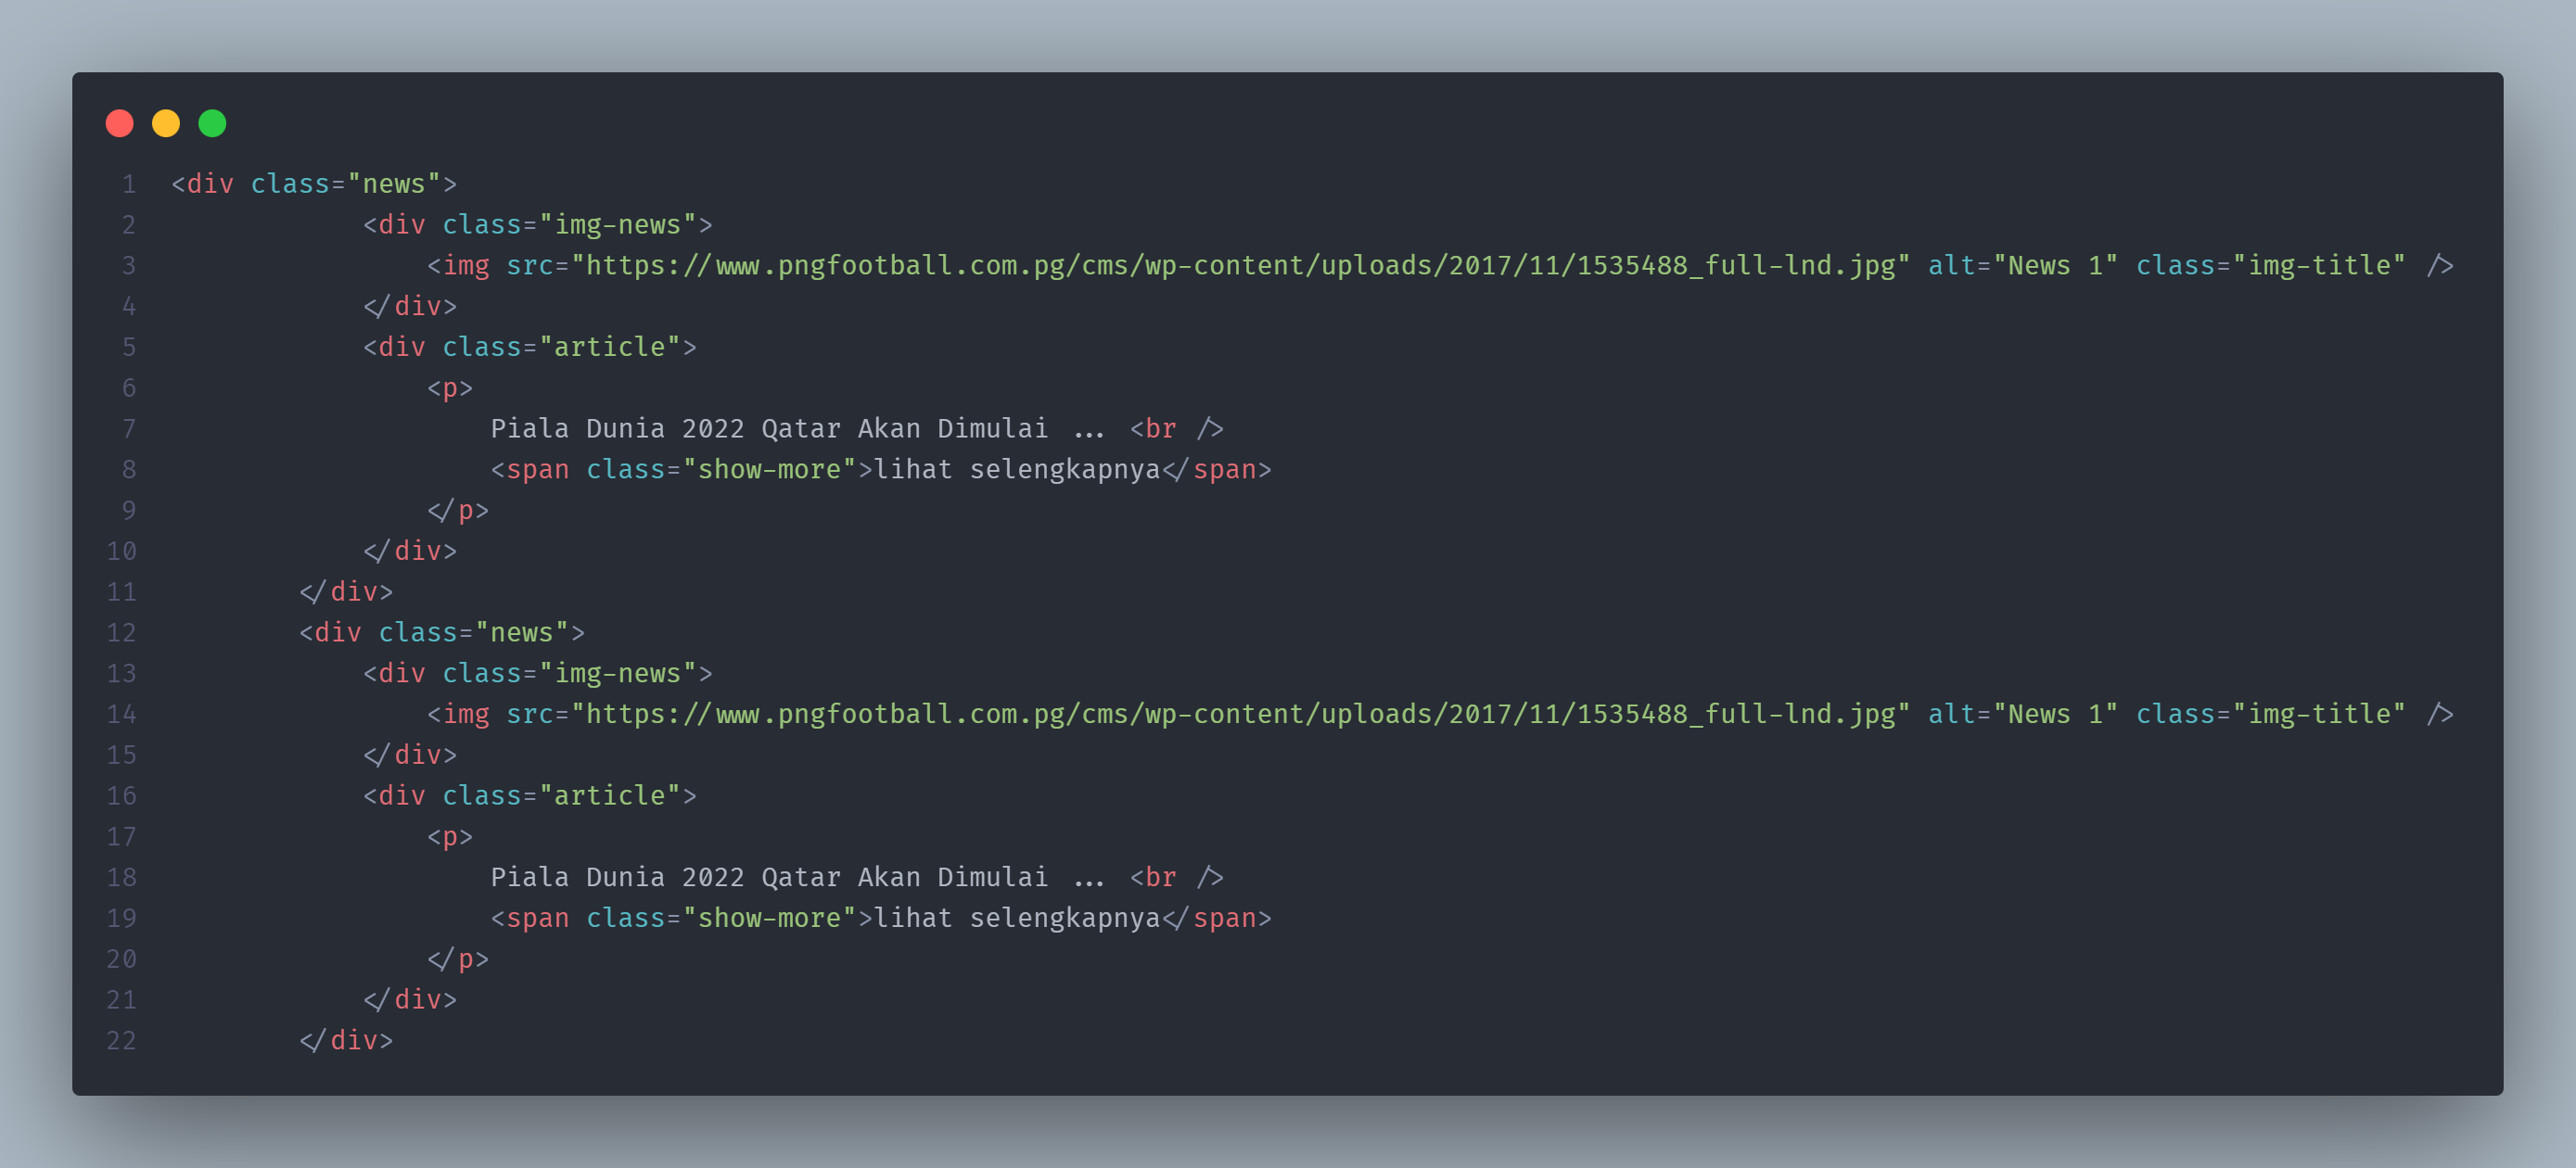 1 <div class="news">
2             <div class="img-news">
3                 <img src="https://www.pngfootball.com.pg/cms/wp-content/uploads/2017/11/1535488_full-lnd.jpg" alt="News 1" class="img-title" />
4             </div>
5             <div class="article">
6                 <p>
7                     Piala Dunia 2022 Qatar Akan Dimulai ... <br />
8                     <span class="show-more">lihat selengkapnya</span>
9                 </p>
10             </div>
11         </div>
12         <div class="news">
13             <div class="img-news">
14                 <img src="https://www.pngfootball.com.pg/cms/wp-content/uploads/2017/11/1535488_full-lnd.jpg" alt="News 1" class="img-title" />
15             </div>
16             <div class="article">
17                 <p>
18                     Piala Dunia 2022 Qatar Akan Dimulai ... <br />
19                     <span class="show-more">lihat selengkapnya</span>
20                 </p>
21             </div>
22         </div>